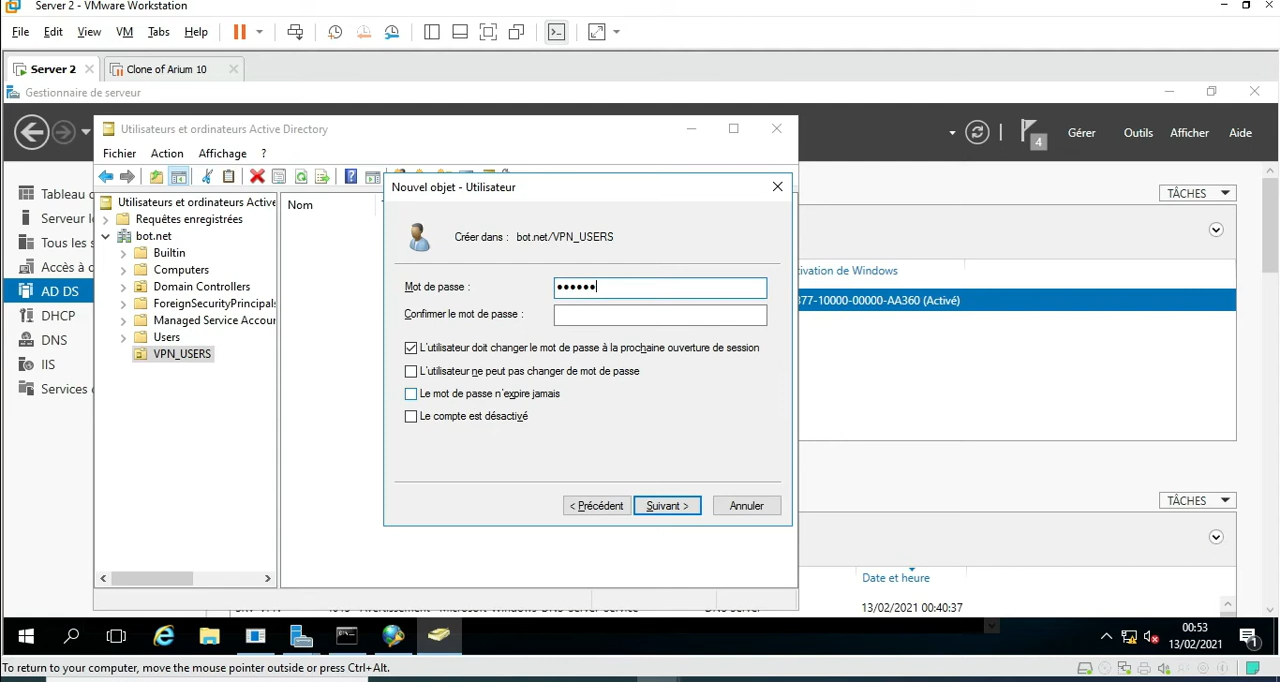 Server 2 - VMware Workstation
File Edit View VM Tabs Help
Server 2 Clone of Arium 10
Gestionnaire de serveur
4 Gérer Outils Afficher Aide
Utilisateurs et ordinateurs Active Directory
Fichier Action Affichage ?
Tableau
Serveur
Tous les
Accès à
AD DS
DHCP
DNS
IIS
Services
Utilisateurs et ordinateurs Active
Requêtes enregistrées
bot.net
Builtin
Computers
Domain Controllers
ForeignSecurityPrincipals
Managed Service Accour
Users
VPN_USERS
Nom
Nouvel objet - Utilisateur
Créer dans : bot.net/VPN_USERS
Mot de passe : ••••••
Confirmer le mot de passe :
L'utilisateur doit changer le mot de passe à la prochaine ouverture de session
L'utilisateur ne peut pas changer de mot de passe
Le mot de passe n'expire jamais
Le compte est désactivé
< Précédent Suivant > Annuler
TÂCHES
ivation de Windows
377-10000-00000-AA360 (Activé)
TÂCHES
Date et heure
13/02/2021 00:40:37
00:53
13/02/2021
1
To return to your computer, move the mouse pointer outside or press Ctrl+Alt.